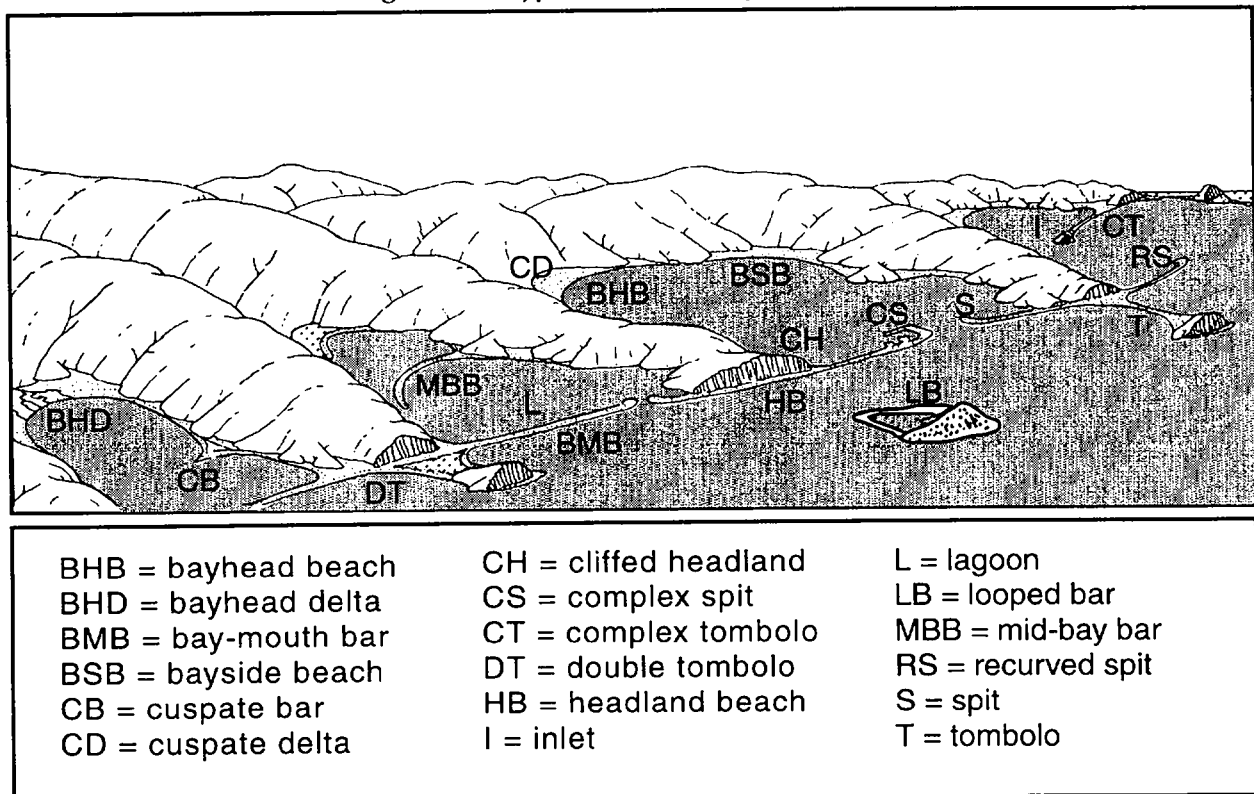 I
CT
RS
CD
BSB
BHB
CS
S
T
CH
MBB
LB
L
HB
BHD
BMB
CB
DT
BHB = bayhead beach
BHD = bayhead delta
BMB = bay-mouth bar
BSB = bayside beach
CB = cuspate bar
CD = cuspate delta
CH = cliffed headland
CS = complex spit
CT = complex tombolo
DT = double tombolo
HB = headland beach
I = inlet
L = lagoon
LB = looped bar
MBB = mid-bay bar
RS = recurved spit
S = spit
T = tombolo